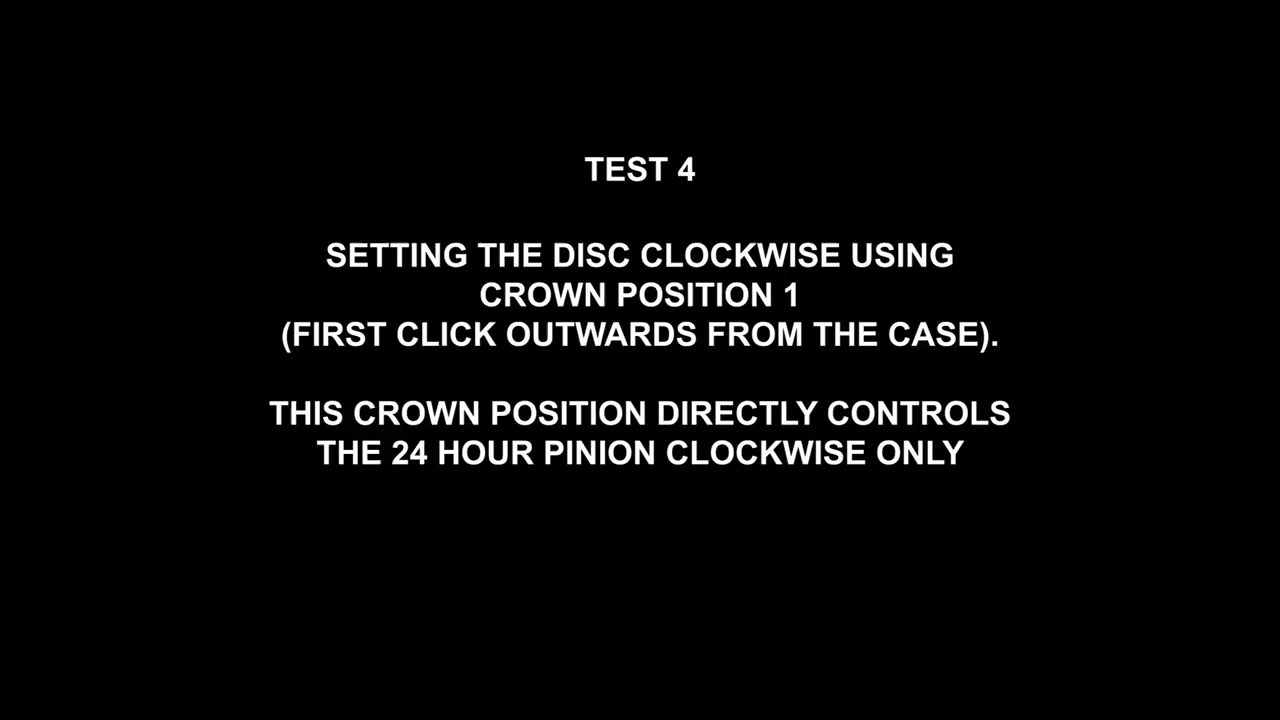 TEST 4
SETTING THE DISC CLOCKWISE USING
CROWN POSITION 1
(FIRST CLICK OUTWARDS FROM THE CASE).
THIS CROWN POSITION DIRECTLY CONTROLS
THE 24 HOUR PINION CLOCKWISE ONLY